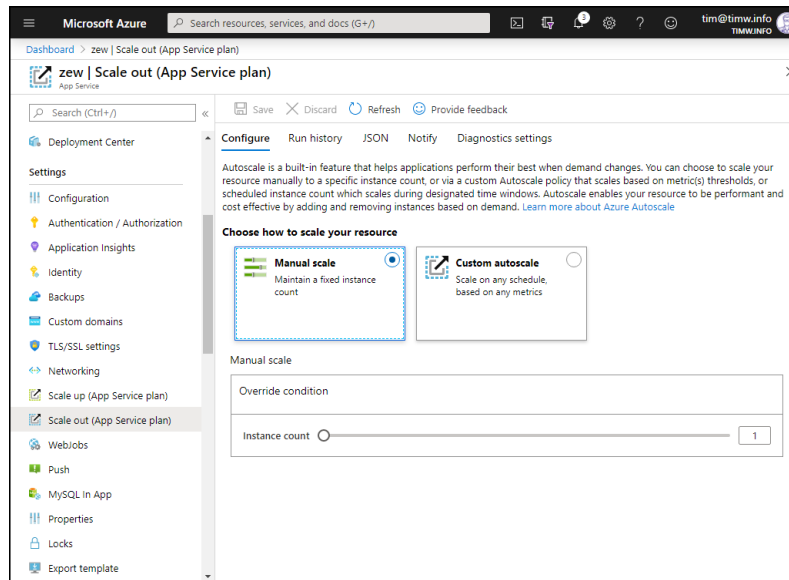 Microsoft Azure
Search resources, services, and docs (G+/)
3
tim@timw.info
TIMW.INFO
Dashboard > zew | Scale out (App Service plan)
zew | Scale out (App Service plan)
App Service
Search (Ctrl+/)
Deployment Center
Settings
Configuration
Authentication / Authorization
Application Insights
Identity
Backups
Custom domains
TLS/SSL settings
Networking
Scale up (App Service plan)
Scale out (App Service plan)
WebJobs
Push
MySQL In App
Properties
Locks
Export template
Save Discard Refresh Provide feedback
Configure Run history JSON Notify Diagnostics settings
Autoscale is a built-in feature that helps applications perform their best when demand changes. You can choose to scale your
resource manually to a specific instance count, or via a custom Autoscale policy that scales based on metric(s) thresholds, or
scheduled instance count which scales during designated time windows. Autoscale enables your resource to be performant and
cost effective by adding and removing instances based on demand. Learn more about Azure Autoscale
Choose how to scale your resource
Manual scale
Maintain a fixed instance
count
Custom autoscale
Scale on any schedule,
based on any metrics
Manual scale
Override condition
Instance count 1